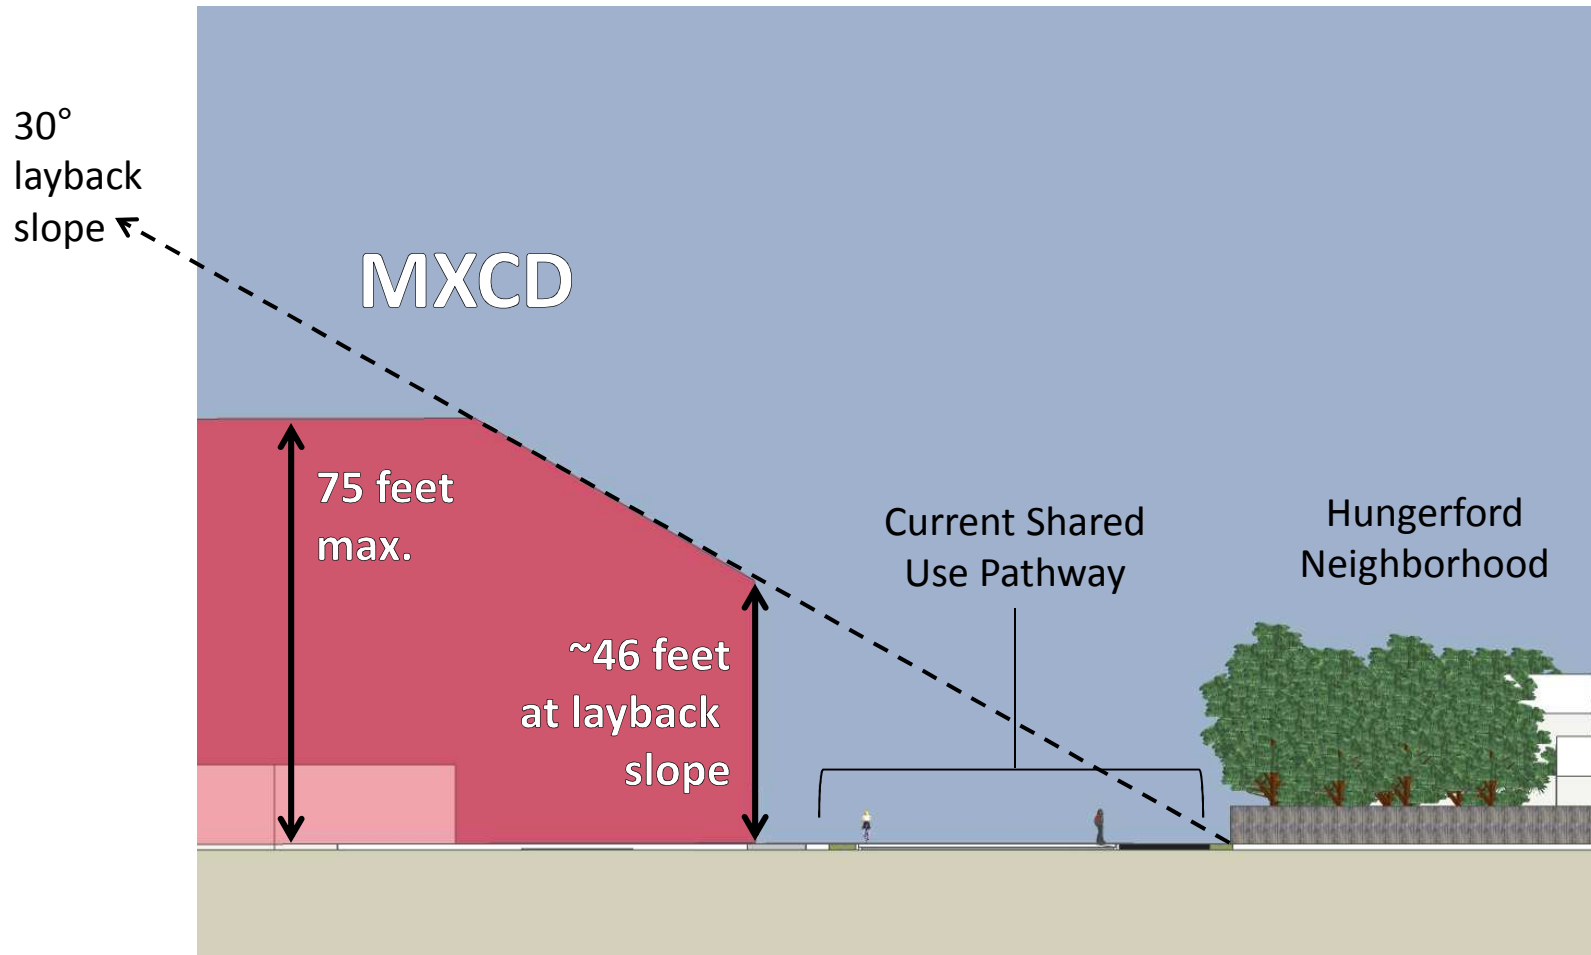 30°
layback
slope
MXCD
75 feet
max.
~46 feet
at layback
slope
Current Shared
Use Pathway
Hungerford
Neighborhood